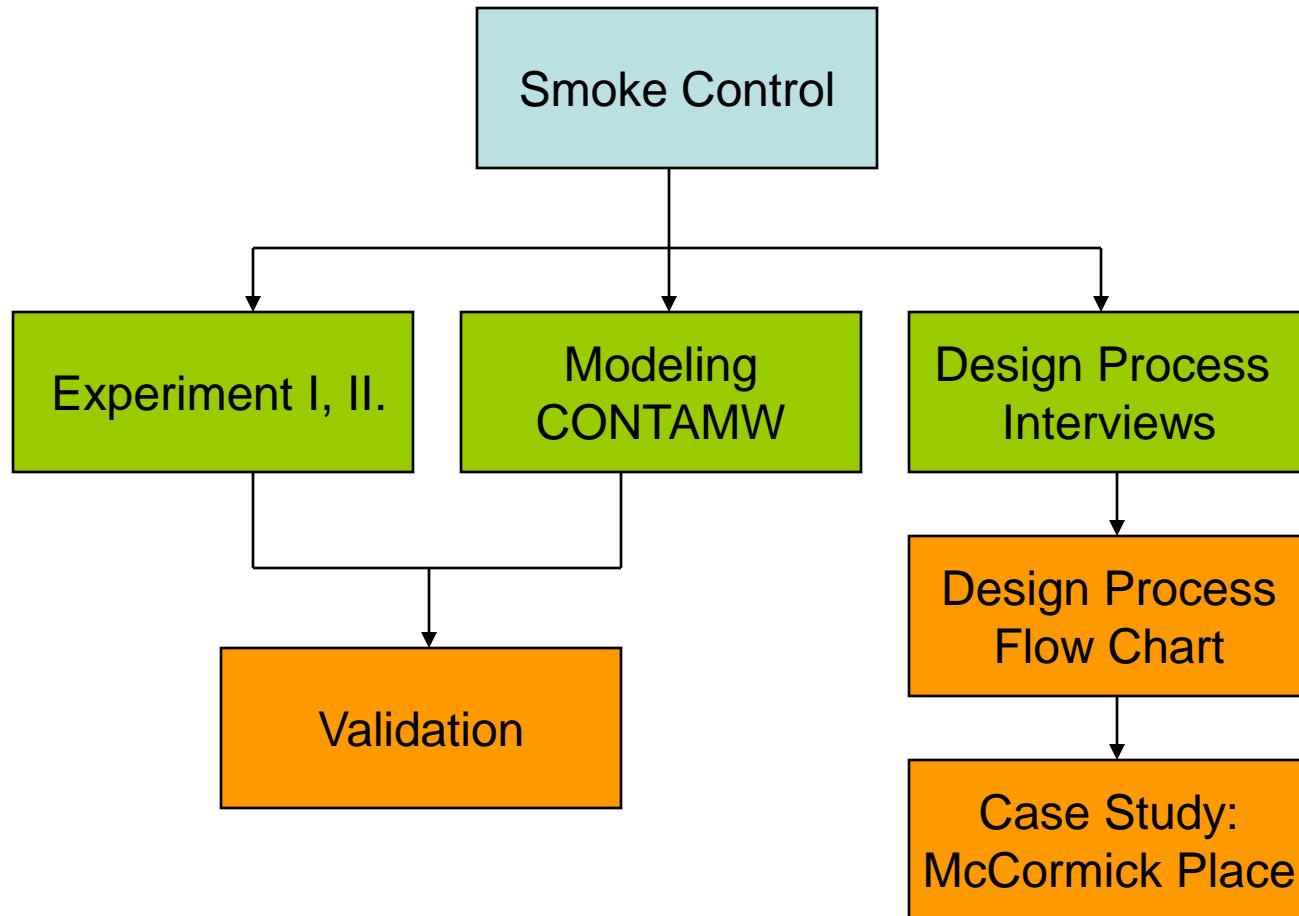 Smoke Control
Experiment I, II.
Modeling
CONTAMW
Design Process
Interviews
Design Process
Flow Chart
Validation
Case Study:
McCormick Place